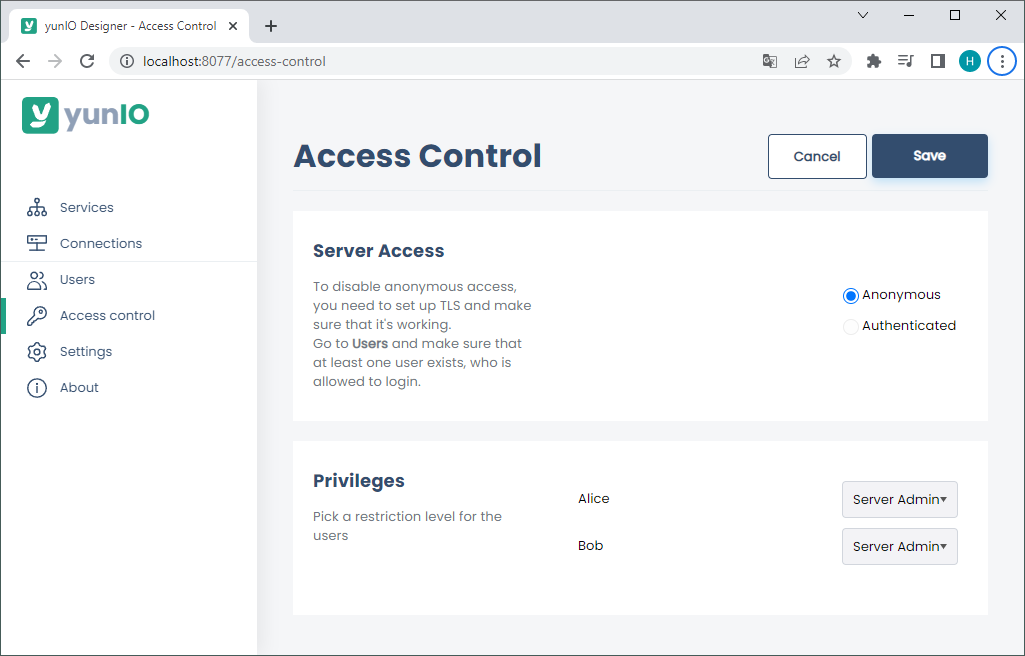 yunIO Designer - Access Control
localhost:8077/access-control
H
yunIO
Services
Connections
Users
Access control
Settings
About
Access Control
Cancel
Save
Server Access
To disable anonymous access,
you need to set up TLS and make
sure that it's working.
Go to Users and make sure that
at least one user exists, who is
allowed to login.
Anonymous
Authenticated
Privileges
Pick a restriction level for the
users
Alice
Server Admin
Bob
Server Admin